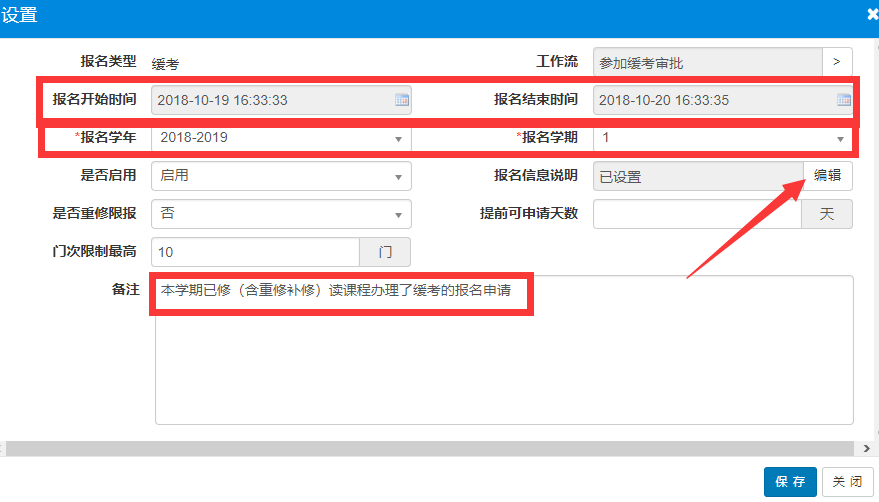 设置
报名类型 缓考 工作流 参加缓考审批 >
报名开始时间 2018-10-19 16:33:33 报名结束时间 2018-10-20 16:33:35
*报名学年 2018-2019 *报名学期 1
是否启用 启用 报名信息说明 已设置 编辑
是否重修限报 否 提前可申请天数 天
门次限制最高 10 门
备注 本学期已修（含重修补修）读课程办理了缓考的报名申请
保 存 关 闭